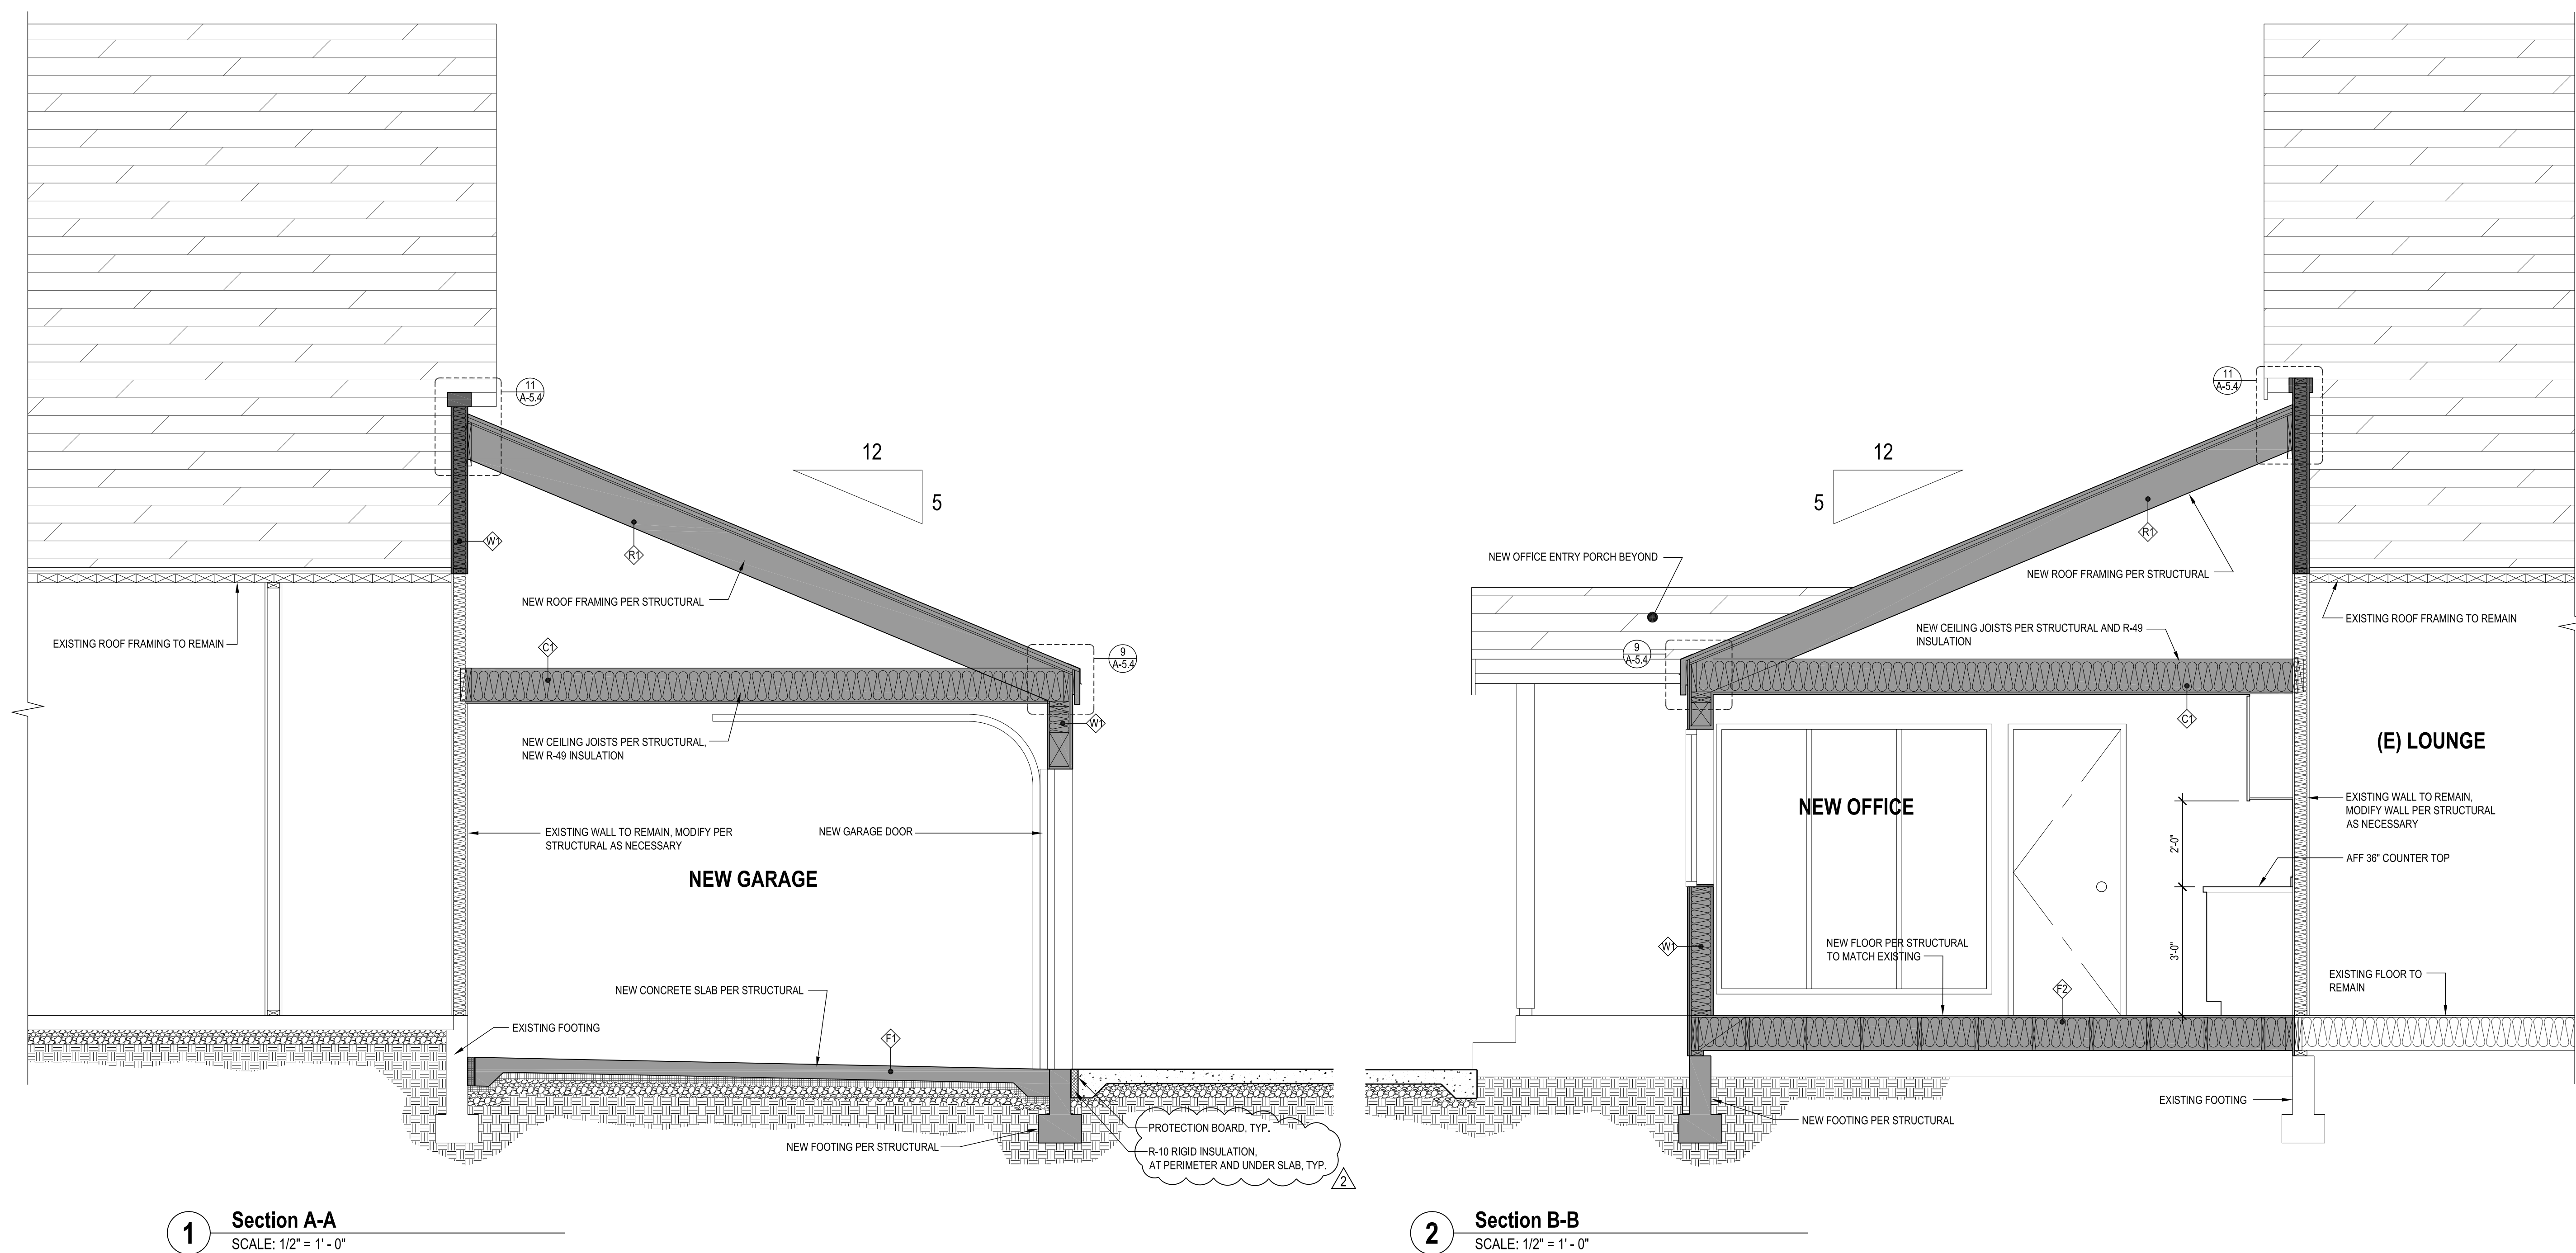 11
A-5.4
12
5
W1
R1
NEW ROOF FRAMING PER STRUCTURAL
EXISTING ROOF FRAMING TO REMAIN
C1
9
A-5.4
W1
NEW CEILING JOISTS PER STRUCTURAL,
NEW R-49 INSULATION
EXISTING WALL TO REMAIN, MODIFY PER
STRUCTURAL AS NECESSARY
NEW GARAGE DOOR
NEW GARAGE
NEW CONCRETE SLAB PER STRUCTURAL
EXISTING FOOTING
F1
NEW FOOTING PER STRUCTURAL
PROTECTION BOARD, TYP.
R-10 RIGID INSULATION,
AT PERIMETER AND UNDER SLAB, TYP.
2
1
Section A-A
SCALE: 1/2" = 1' - 0"
11
A-5.4
12
5
R1
NEW OFFICE ENTRY PORCH BEYOND
NEW ROOF FRAMING PER STRUCTURAL
EXISTING ROOF FRAMING TO REMAIN
NEW CEILING JOISTS PER STRUCTURAL AND R-49
INSULATION
9
A-5.4
C1
(E) LOUNGE
NEW OFFICE
EXISTING WALL TO REMAIN,
MODIFY WALL PER STRUCTURAL
AS NECESSARY
2'-0"
AFF 36" COUNTER TOP
W1
NEW FLOOR PER STRUCTURAL
TO MATCH EXISTING
3'-0"
EXISTING FLOOR TO
REMAIN
F2
EXISTING FOOTING
NEW FOOTING PER STRUCTURAL
2
Section B-B
SCALE: 1/2" = 1' - 0"